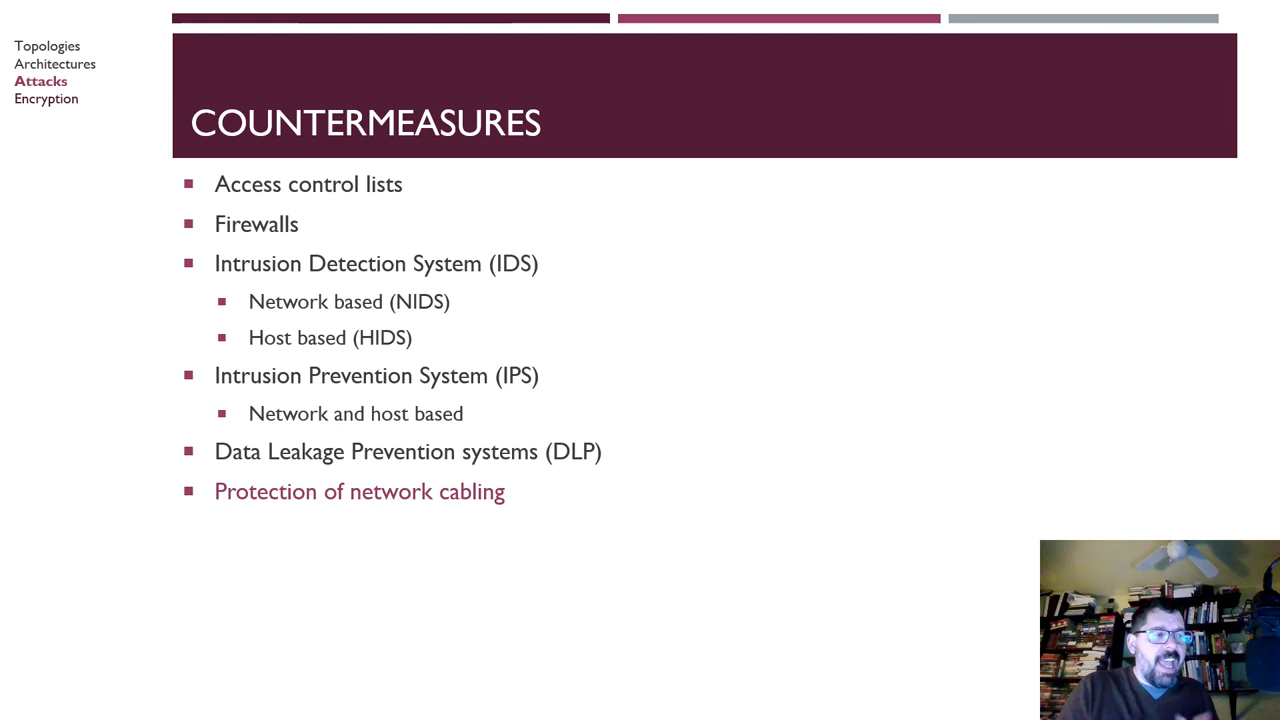 Topologies
Architectures
Attacks
Encryption
COUNTERMEASURES
Access control lists
Firewalls
Intrusion Detection System (IDS)
Network based (NIDS)
Host based (HIDS)
Intrusion Prevention System (IPS)
Network and host based
Data Leakage Prevention systems (DLP)
Protection of network cabling